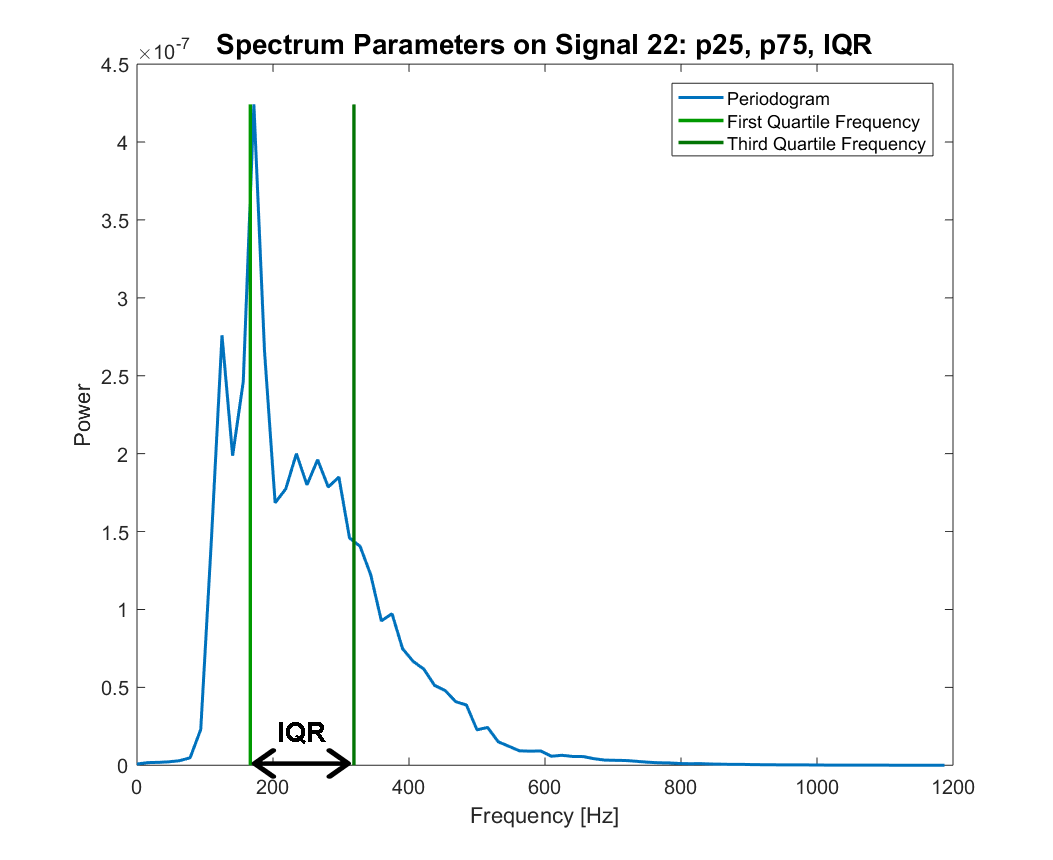 Spectrum Parameters on Signal 22: p25, p75, IQR
×10⁻⁷
4.5
4
3.5
3
2.5
2
1.5
1
0.5
0
Power
Periodogram
First Quartile Frequency
Third Quartile Frequency
IQR
0 200 400 600 800 1000 1200
Frequency [Hz]